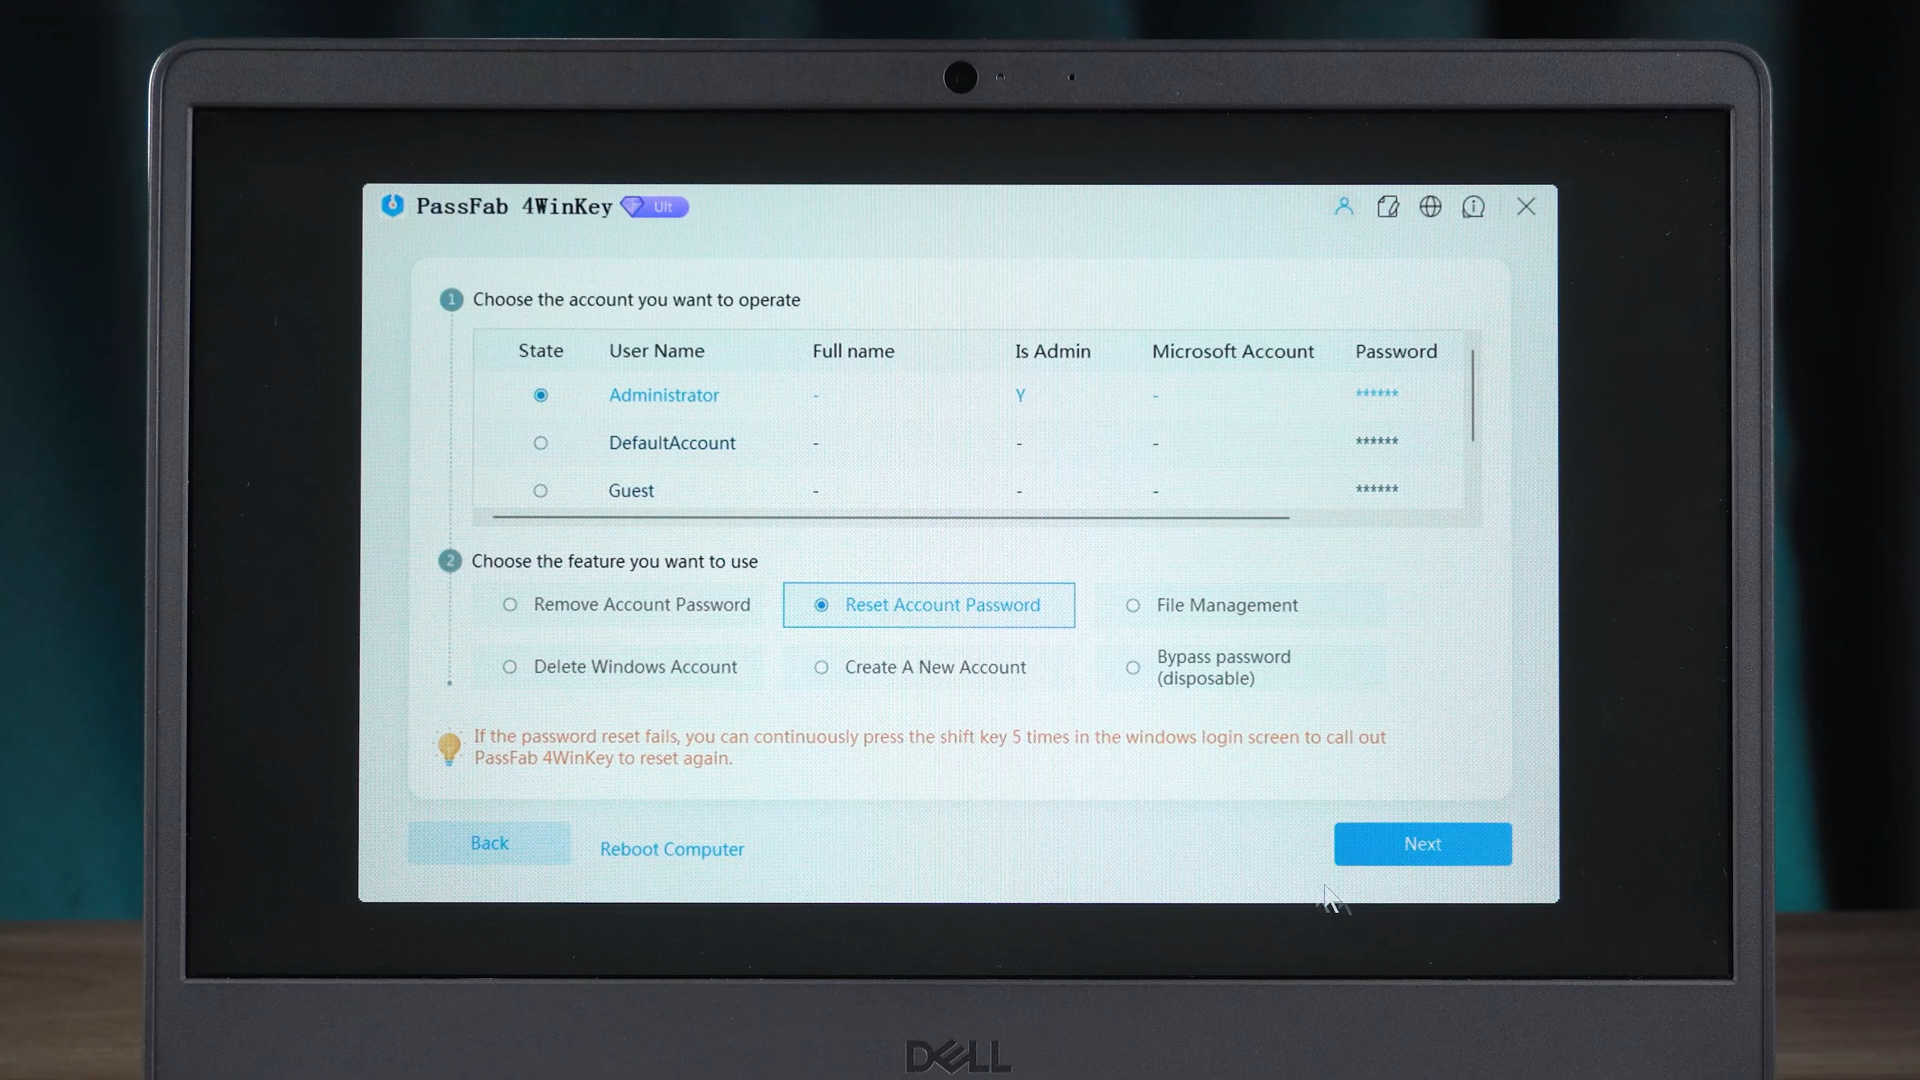 PassFab 4WinKey Ult
1 Choose the account you want to operate
State User Name Full name Is Admin Microsoft Account Password
Administrator - Y - ******
DefaultAccount - - - ******
Guest - - - ******
2 Choose the feature you want to use
Remove Account Password Reset Account Password File Management
Delete Windows Account Create A New Account Bypass password
(disposable)
If the password reset fails, you can continuously press the shift key 5 times in the windows login screen to call out
PassFab 4WinKey to reset again.
Back Reboot Computer Next
DELL